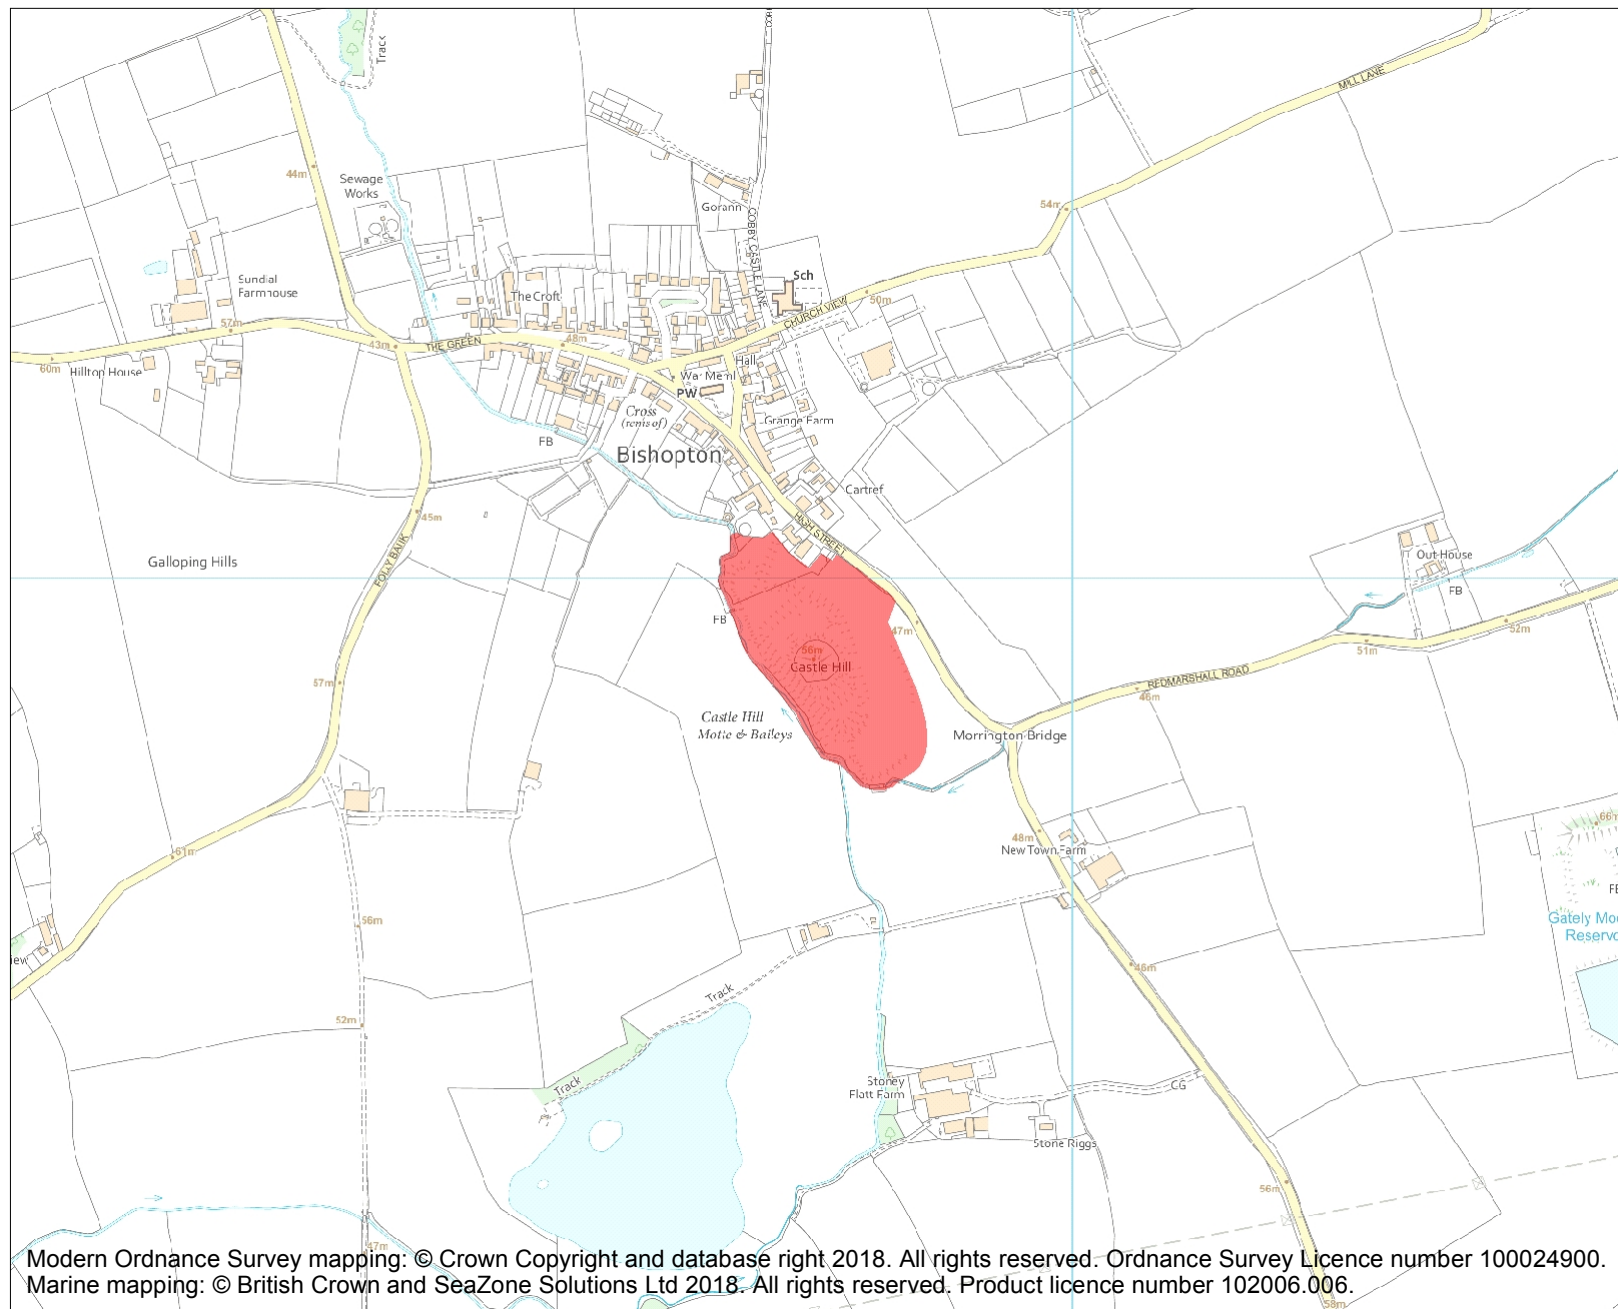 Track
44m
Sewage
Works
Gorann
COBBY CASTLE LANE
MILL LANE
54m
Sch
Sundial
Farmhouse
The Croft
CHURCH VIEW
50m
57m
43m
THE GREEN
48m
60m
Hilltop House
Hall
War Meml
PW
Cross
(rems of)
Grange Farm
FB
Bishopton
Cartref
45m
HIGH STREET
Galloping Hills
FOLLY BANK
Out House
FB
FB
47m
52m
56m
Castle Hill
51m
REDMARSHALL ROAD
57m
46m
Castle Hill
Motte & Baileys
Morrington Bridge
66m
48m
New Town Farm
61m
56m
Gately Moo
Reservo
46m
Track
52m
Stoney
Flatt Farm
CG
Track
Stone Riggs
56m
47m
Modern Ordnance Survey mapping: © Crown Copyright and database right 2018. All rights reserved. Ordnance Survey Licence number 100024900.
Marine mapping: © British Crown and SeaZone Solutions Ltd 2018. All rights reserved. Product licence number 102006.006.
58m